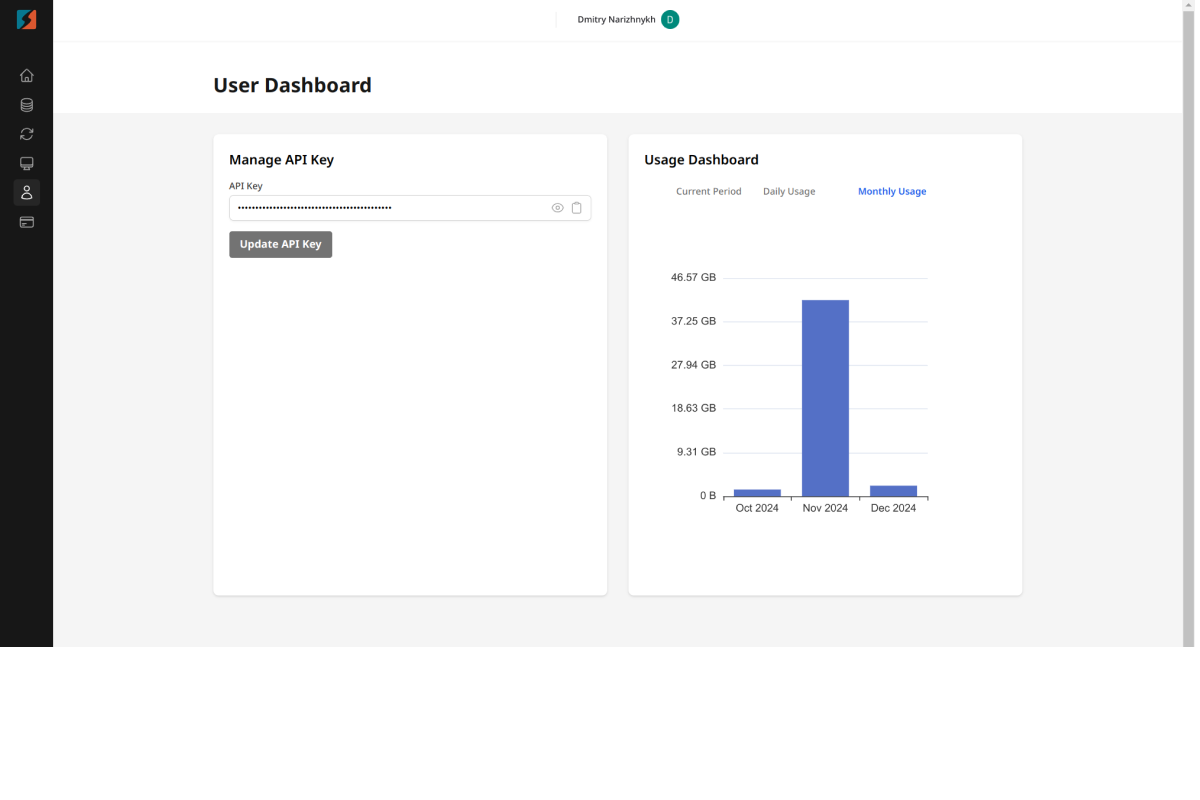 Dmitry Narizhnykh D
User Dashboard
Manage API Key
API Key
Update API Key
Usage Dashboard
Current Period Daily Usage Monthly Usage
46.57 GB
37.25 GB
27.94 GB
18.63 GB
9.31 GB
0 B
Oct 2024 Nov 2024 Dec 2024